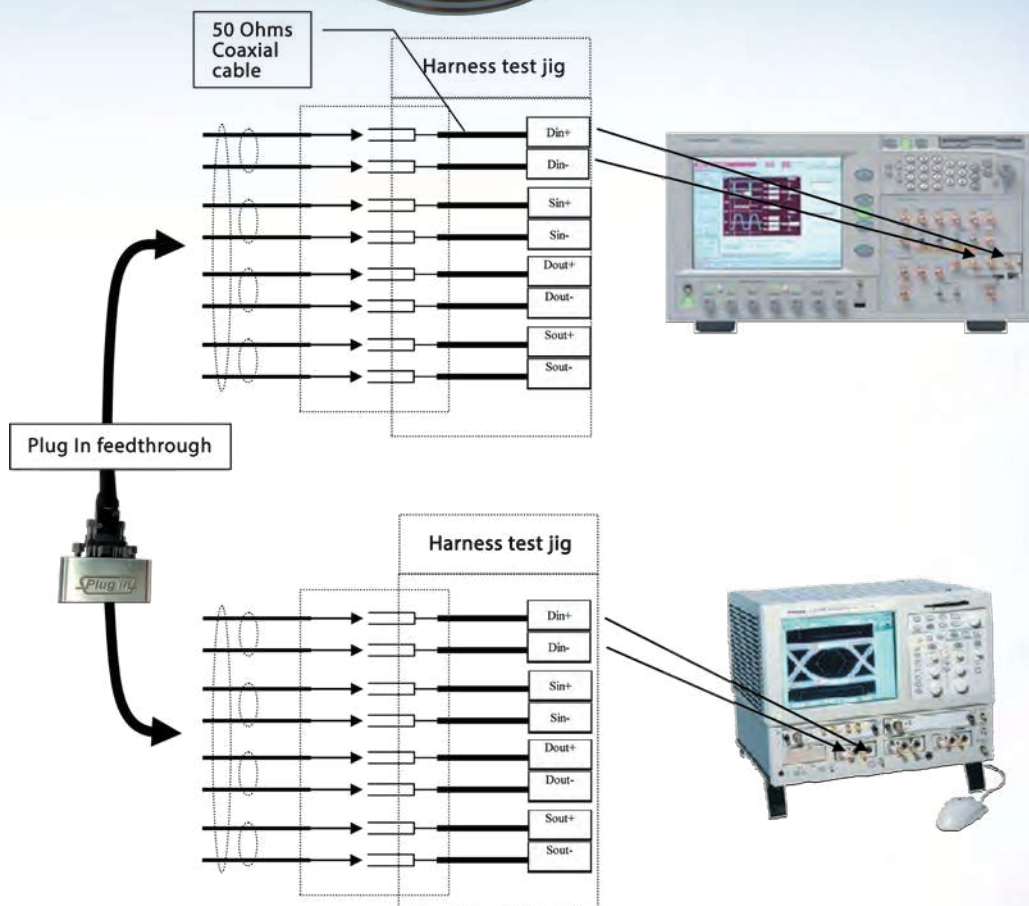 50 Ohms
Coaxial
cable
Harness test jig
Din+
Din-
Sin+
Sin-
Dout+
Dout-
Sout+
Sout-
Plug In feedthrough
Plug in
Harness test jig
Din+
Din-
Sin+
Sin-
Dout+
Dout-
Sout+
Sout-